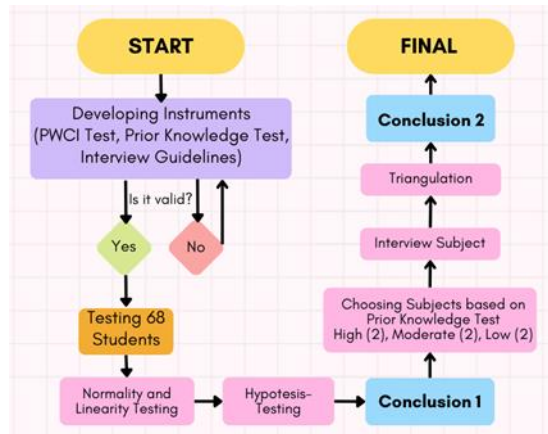 START
Developing Instruments
(PWCI Test, Prior Knowledge Test,
Interview Guidelines)
Is it valid?
Yes
No
Testing 68
Students
Normality and
Linearity Testing
Hypotesis-
Testing
Conclusion 1
Choosing Subjects based on
Prior Knowledge Test
High (2), Moderate (2), Low (2)
Interview Subject
Triangulation
Conclusion 2
FINAL